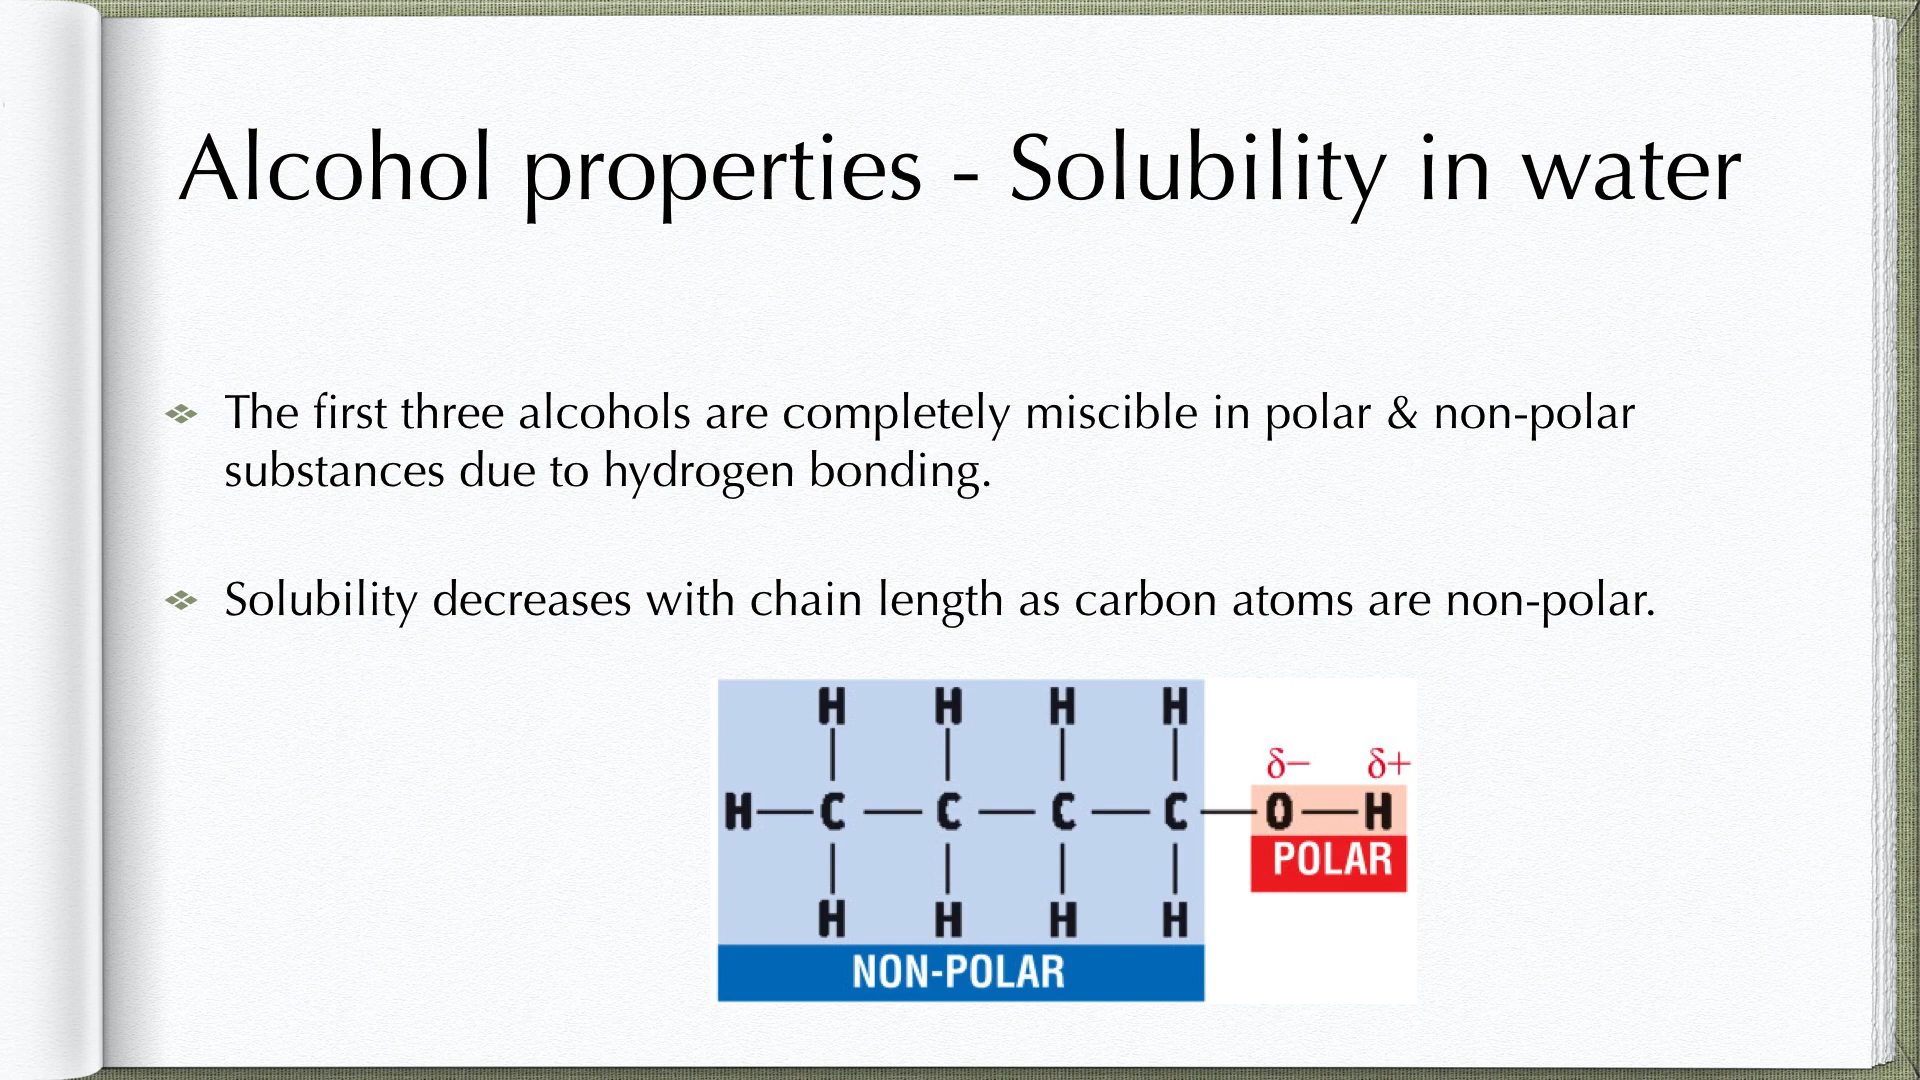 Alcohol properties - Solubility in water
The first three alcohols are completely miscible in polar & non-polar
substances due to hydrogen bonding.
Solubility decreases with chain length as carbon atoms are non-polar.
H H H H
δ− δ+
H—C—C—C—C—O—H
POLAR
H H H H
NON-POLAR